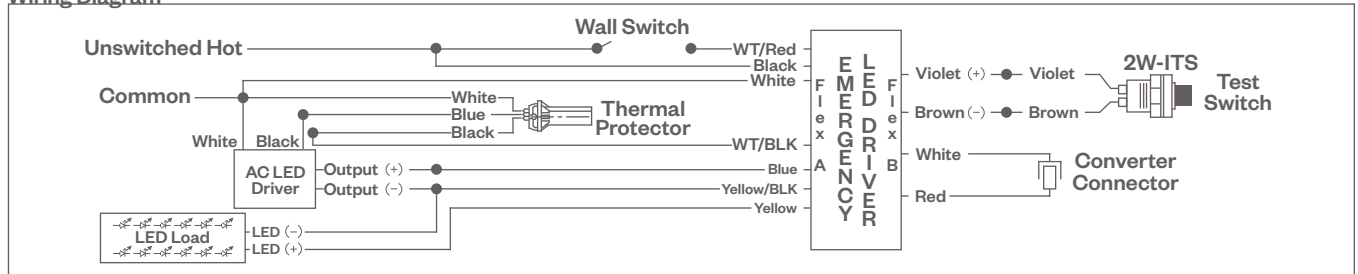 Wiring Diagram
Wall Switch
Unswitched Hot
WT/Red
Black
White
Common
White
Blue
Black
Thermal
Protector
White
Black
WT/BLK
AC LED
Driver
Output (+)
Output (-)
Blue
Yellow/BLK
Yellow
LED Load
LED (-)
LED (+)
Flex A
EMERGENCY
LED DRIVER
Flex B
Violet (+)
Violet
Brown (-)
Brown
2W-ITS
Test
Switch
White
Red
Converter
Connector